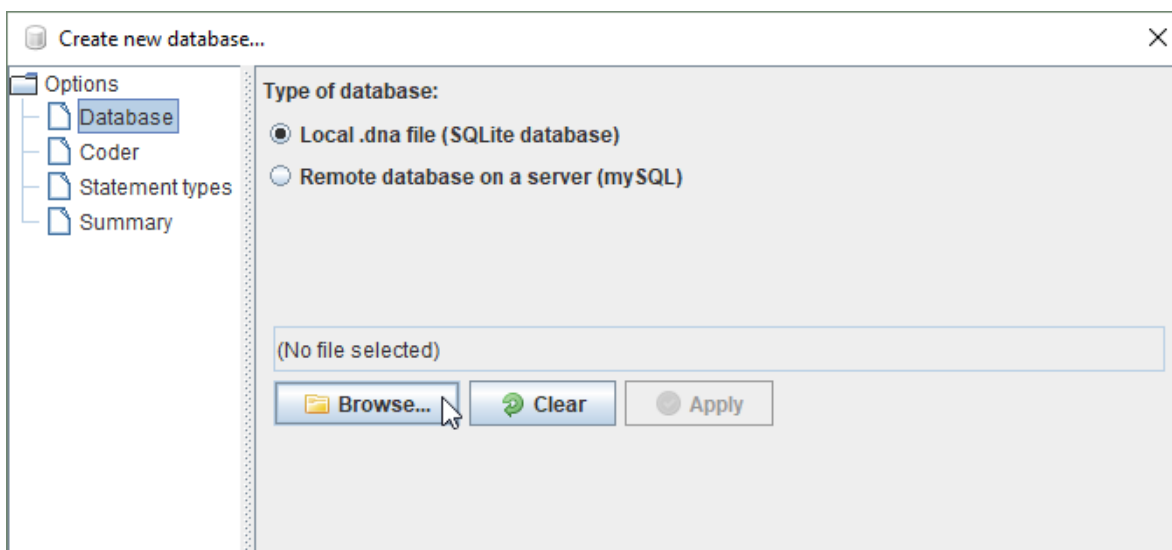 Create new database...
Options
Database
Coder
Statement types
Summary
Type of database:
Local .dna file (SQLite database)
Remote database on a server (mySQL)
(No file selected)
Browse... Clear Apply